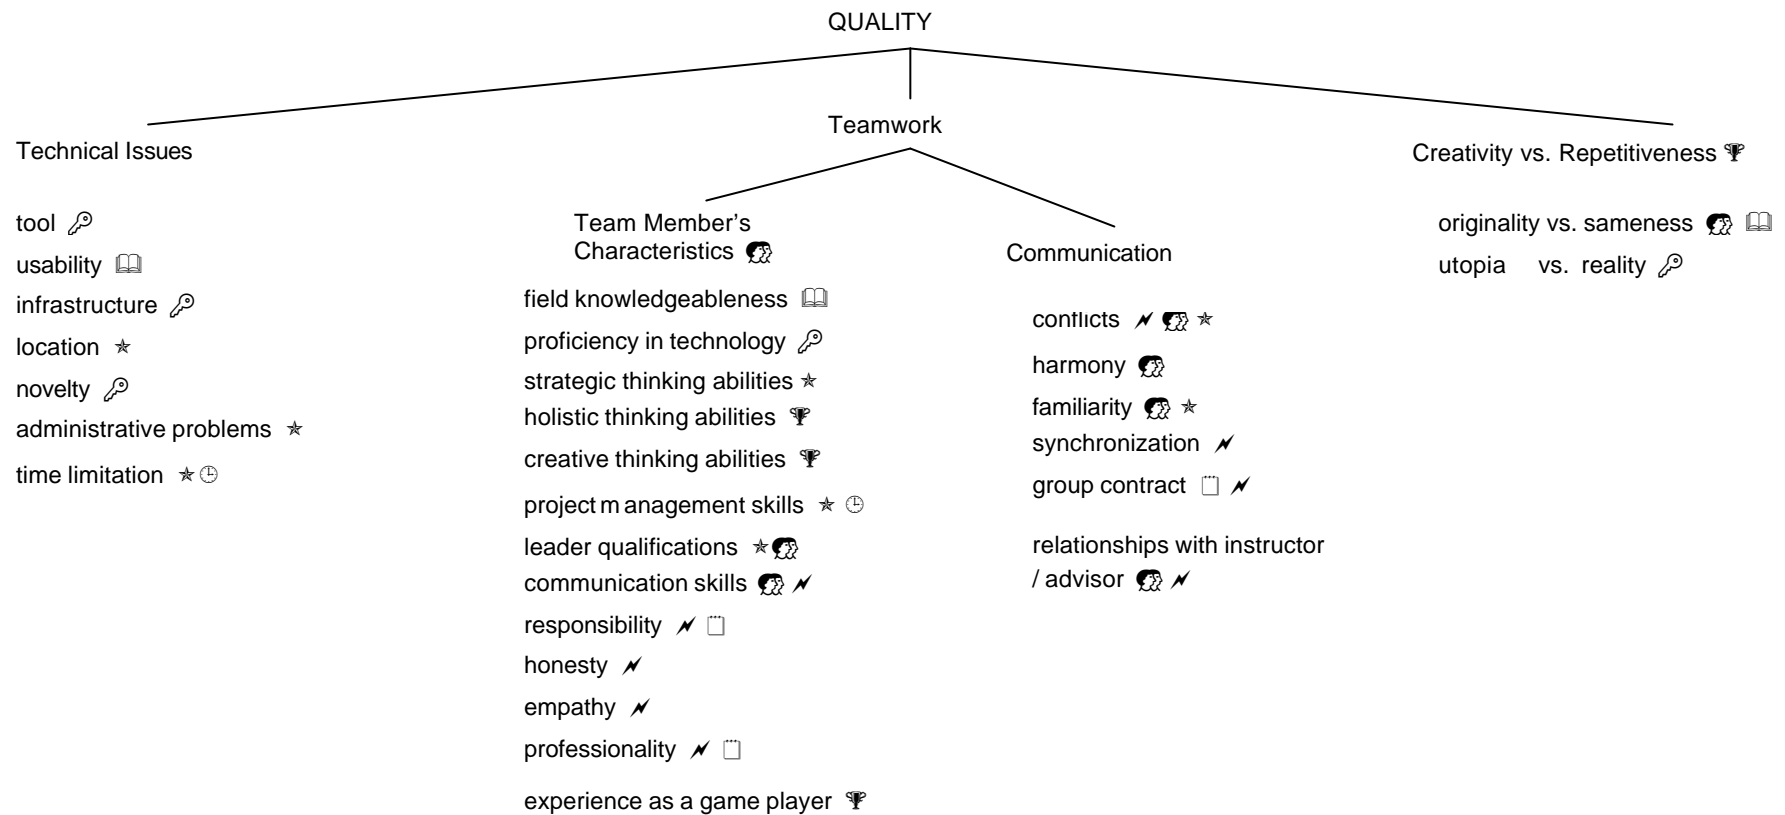 QUALITY
Teamwork
Technical Issues
Creativity vs. Repetitiveness
tool
usability
infrastructure
location
novelty
administrative problems
time limitation
Team Member's
Characteristics
field knowledgeableness
proficiency in technology
strategic thinking abilities
holistic thinking abilities
creative thinking abilities
project m anagement skills
leader qualifications
communication skills
responsibility
honesty
empathy
professionality
experience as a game player
Communication
conflicts
harmony
familiarity
synchronization
group contract
relationships with instructor
/ advisor
originality vs. sameness
utopia vs. reality